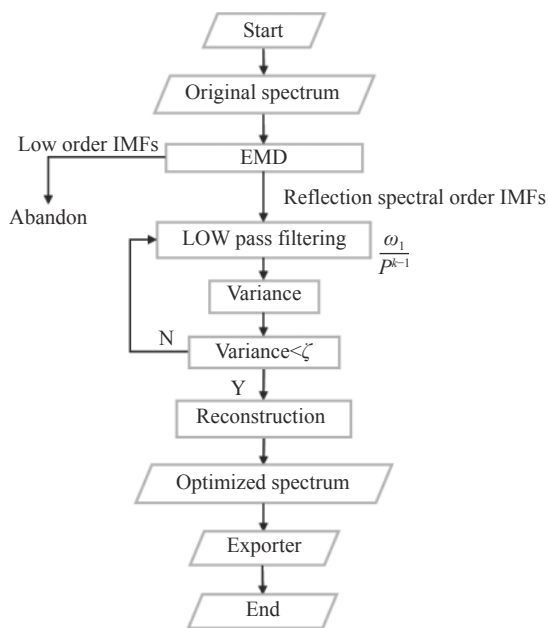 Start
Original spectrum
Low order IMFs
EMD
Abandon
Reflection spectral order IMFs
LOW pass filtering
ω₁
Pᵏ⁻¹
Variance
N
Variance<ζ
Y
Reconstruction
Optimized spectrum
Exporter
End